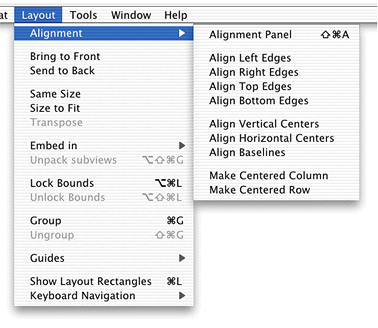 at Layout Tools Window Help
Alignment ▶
Bring to Front
Send to Back
Same Size
Size to Fit
Transpose
Embed in ▶
Unpack subviews ⌥⇧⌘G
Lock Bounds ⌥⌘L
Unlock Bounds ⌥⇧⌘L
Group ⌘G
Ungroup ⇧⌘G
Guides ▶
Show Layout Rectangles ⌘L
Keyboard Navigation ▶
Alignment Panel ⇧⌘A
Align Left Edges
Align Right Edges
Align Top Edges
Align Bottom Edges
Align Vertical Centers
Align Horizontal Centers
Align Baselines
Make Centered Column
Make Centered Row